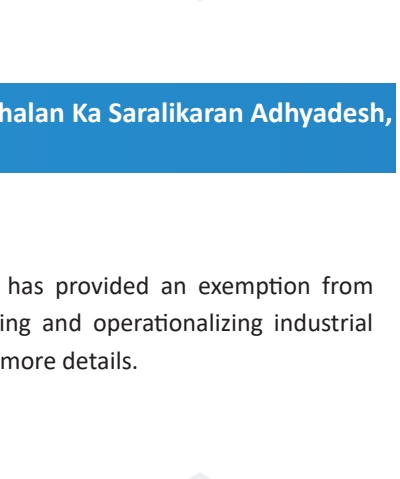 halan Ka Saralikaran Adhyadesh,
has provided an exemption from
ing and operationalizing industrial
more details.